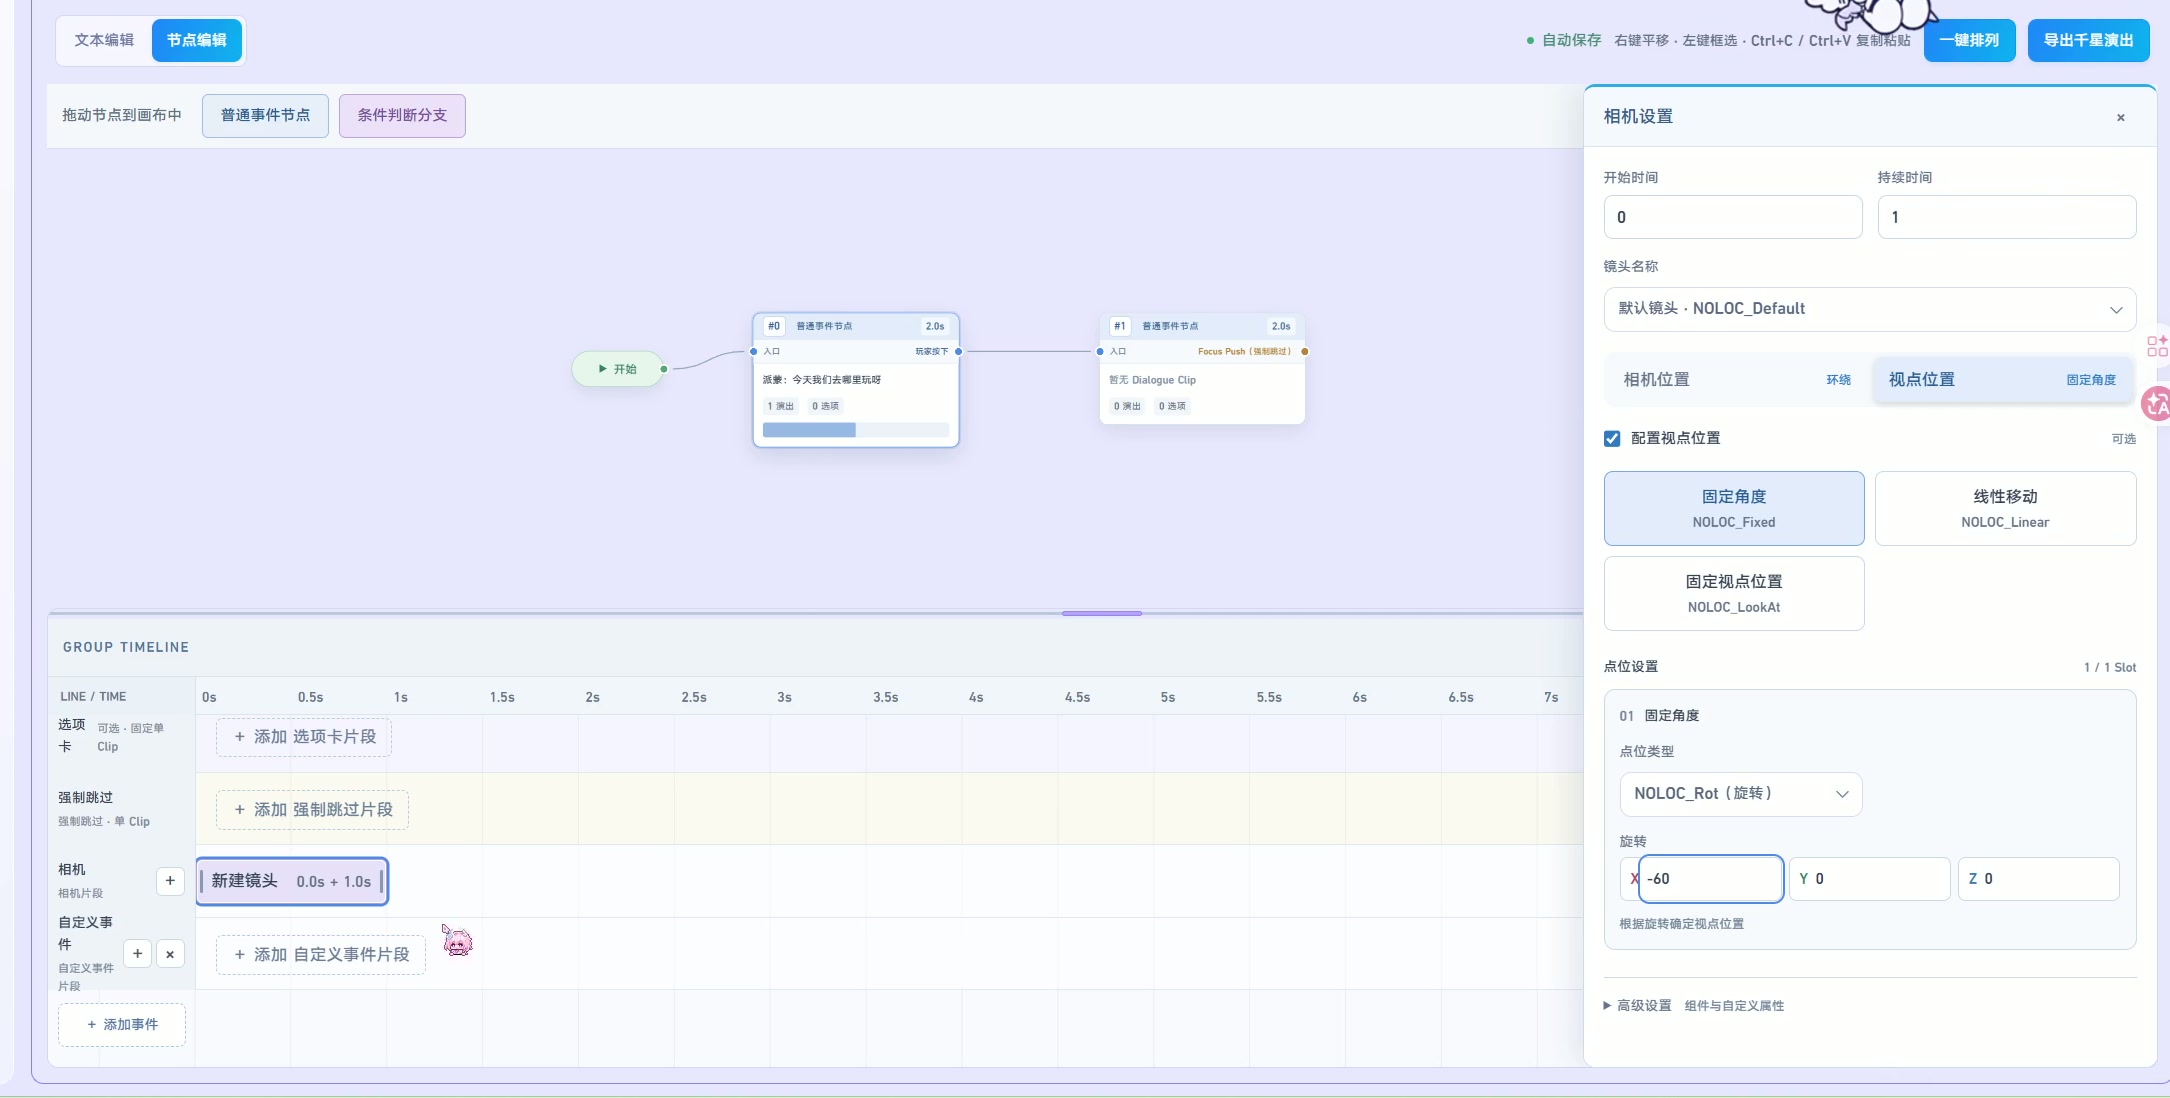 文本编辑
节点编辑
自动保存
右键平移 · 左键框选 · Ctrl+C / Ctrl+V 复制粘贴
一键排列
导出千星演出
拖动节点到画布中
普通事件节点
条件判断分支
开始
#0 普通事件节点 2.0s
入口 玩家按下
派蒙：今天我们去哪里玩呀
1 演出 0 选项
#1 普通事件节点 2.0s
入口 Focus Push（强制跳过）
暂无 Dialogue Clip
0 演出 0 选项
GROUP TIMELINE
LINE / TIME
0s 0.5s 1s 1.5s 2s 2.5s 3s 3.5s 4s 4.5s 5s 5.5s 6s 6.5s 7s
选项卡
可选 · 固定单 Clip
+ 添加 选项卡片段
强制跳过
强制跳过 · 单 Clip
+ 添加 强制跳过片段
相机
相机片段
+
新建镜头 0.0s + 1.0s
自定义事件
自定义事件片段
+ ×
+ 添加 自定义事件片段
+ 添加事件
相机设置
×
开始时间
0
持续时间
1
镜头名称
默认镜头 · NOLOC_Default
相机位置 环绕
视点位置 固定角度
配置视点位置
可选
固定角度
NOLOC_Fixed
线性移动
NOLOC_Linear
固定视点位置
NOLOC_LookAt
点位设置
1 / 1 Slot
01 固定角度
点位类型
NOLOC_Rot（旋转）
旋转
X -60
Y 0
Z 0
根据旋转确定视点位置
高级设置 组件与自定义属性